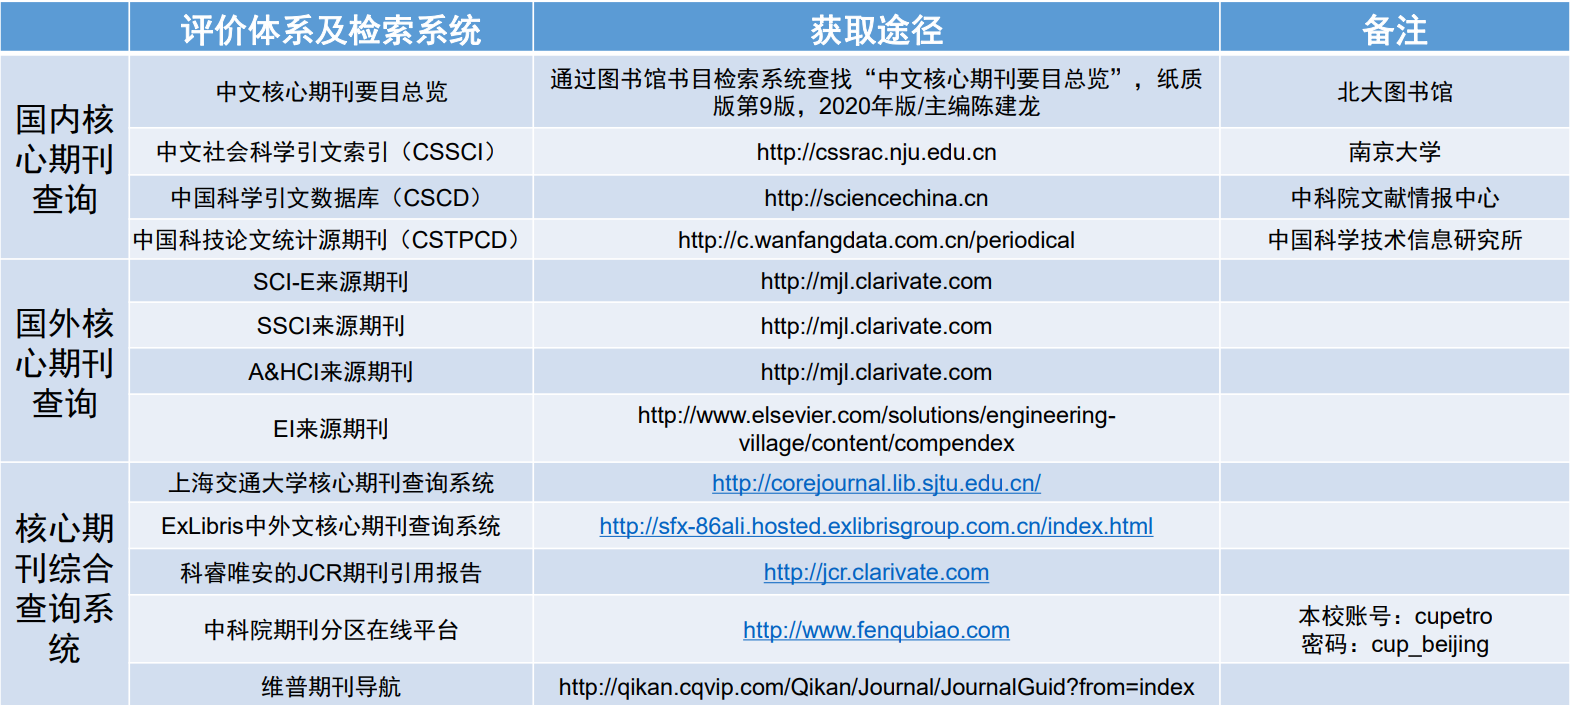 评价体系及检索系统
获取途径
备注
国内核
心期刊
查询
中文核心期刊要目总览
通过图书馆书目检索系统查找“中文核心期刊要目总览”，纸质
版第9版，2020年版/主编陈建龙
北大图书馆
中文社会科学引文索引（CSSCI）
http://cssrac.nju.edu.cn
南京大学
中国科学引文数据库（CSCD）
http://sciencechina.cn
中科院文献情报中心
中国科技论文统计源期刊（CSTPCD）
http://c.wanfangdata.com.cn/periodical
中国科学技术信息研究所
国外核
心期刊
查询
SCI-E来源期刊
http://mjl.clarivate.com
SSCI来源期刊
http://mjl.clarivate.com
A&HCI来源期刊
http://mjl.clarivate.com
EI来源期刊
http://www.elsevier.com/solutions/engineering-
village/content/compendex
核心期
刊综合
查询系
统
上海交通大学核心期刊查询系统
http://corejournal.lib.sjtu.edu.cn/
ExLibris中外文核心期刊查询系统
http://sfx-86ali.hosted.exlibrisgroup.com.cn/index.html
科睿唯安的JCR期刊引用报告
http://jcr.clarivate.com
中科院期刊分区在线平台
http://www.fenqubiao.com
本校账号：cupetro
密码：cup_beijing
维普期刊导航
http://qikan.cqvip.com/Qikan/Journal/JournalGuid?from=index